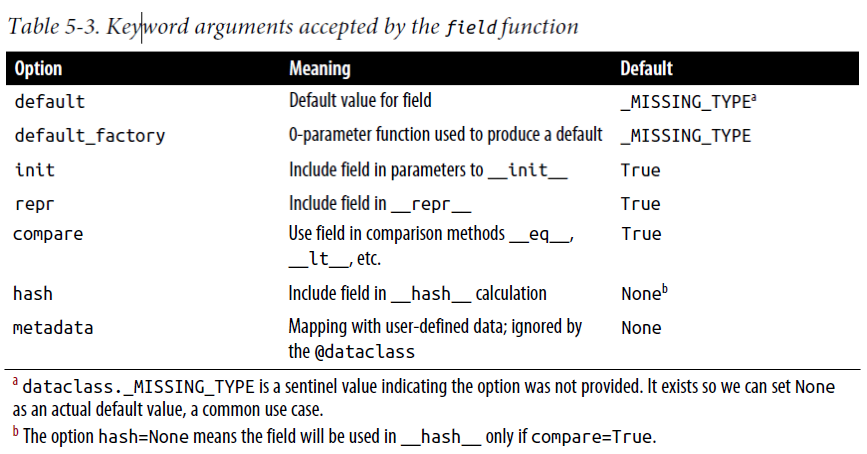 Table 5-3. Keyword arguments accepted by the field function
Option Meaning Default
default Default value for field _MISSING_TYPEᵃ
default_factory 0-parameter function used to produce a default _MISSING_TYPE
init Include field in parameters to __init__ True
repr Include field in __repr__ True
compare Use field in comparison methods __eq__, True
__lt__, etc.
hash Include field in __hash__ calculation Noneᵇ
metadata Mapping with user-defined data; ignored by None
the @dataclass
ᵃ dataclass._MISSING_TYPE is a sentinel value indicating the option was not provided. It exists so we can set None
as an actual default value, a common use case.
ᵇ The option hash=None means the field will be used in __hash__ only if compare=True.